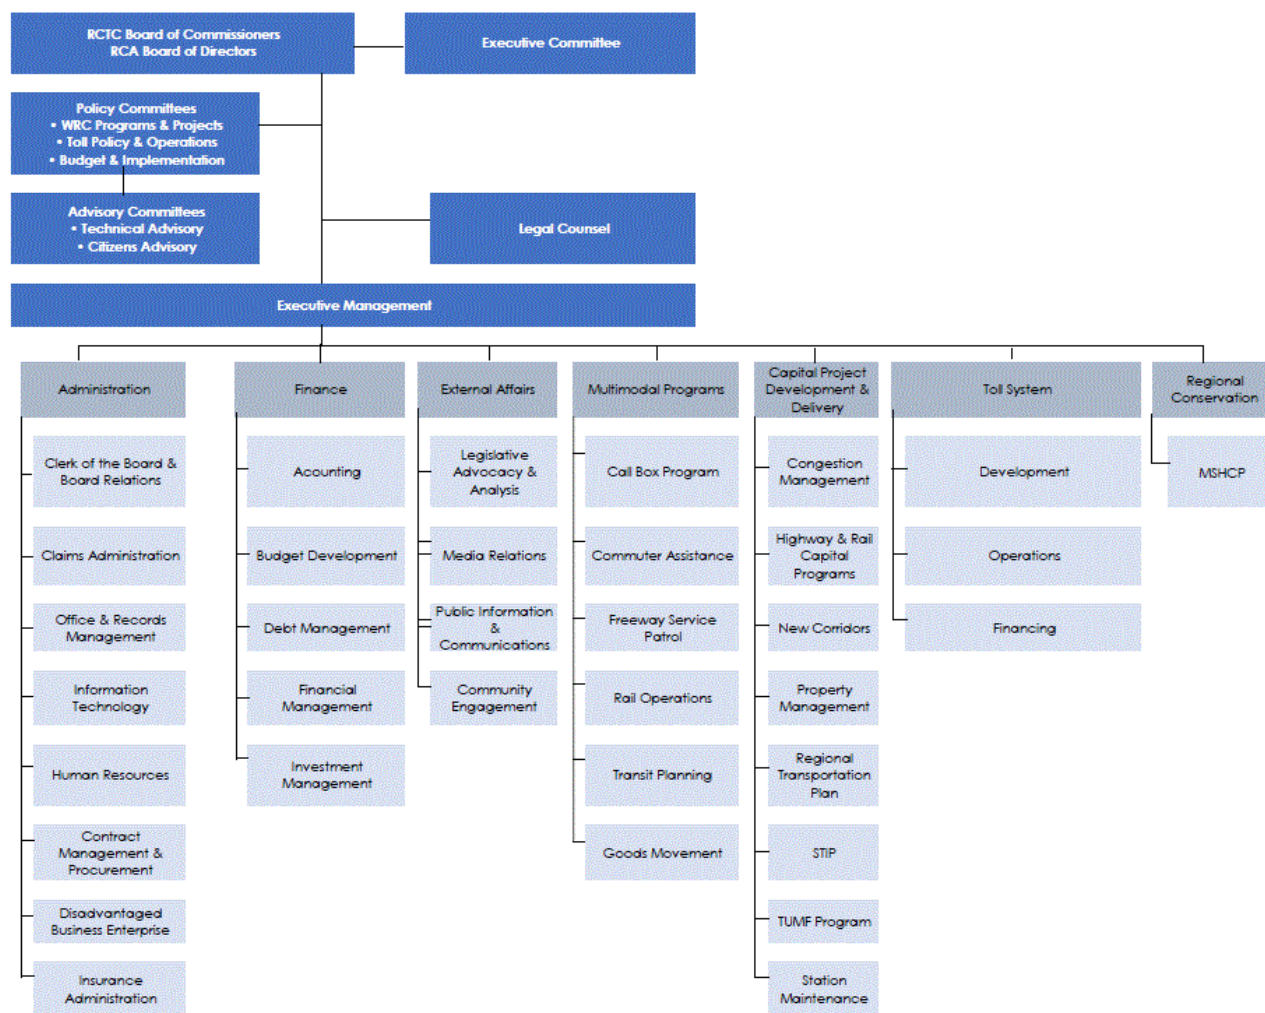 RCTC Board of Commissioners
RCA Board of Directors
Executive Committee
Policy Committees
• WRC Programs & Projects
• Toll Policy & Operations
• Budget & Implementation
Advisory Committees
• Technical Advisory
• Citizens Advisory
Legal Counsel
Executive Management
Administration
Clerk of the Board &
Board Relations
Claims Administration
Office & Records
Management
Information
Technology
Human Resources
Contract
Management &
Procurement
Disadvantaged
Business Enterprise
Insurance
Administration
Finance
Acounting
Budget Development
Debt Management
Financial
Management
Investment
Management
External Affairs
Legislative
Advocacy &
Analysis
Media Relations
Public Information
&
Communications
Community
Engagement
Multimodal Programs
Call Box Program
Commuter Assistance
Freeway Service
Patrol
Rail Operations
Transit Planning
Goods Movement
Capital Project
Development &
Delivery
Congestion
Management
Highway & Rail
Capital
Programs
New Corridors
Property
Management
Regional
Transportation
Plan
STIP
TUMF Program
Station
Maintenance
Toll System
Development
Operations
Financing
Regional
Conservation
MSHCP